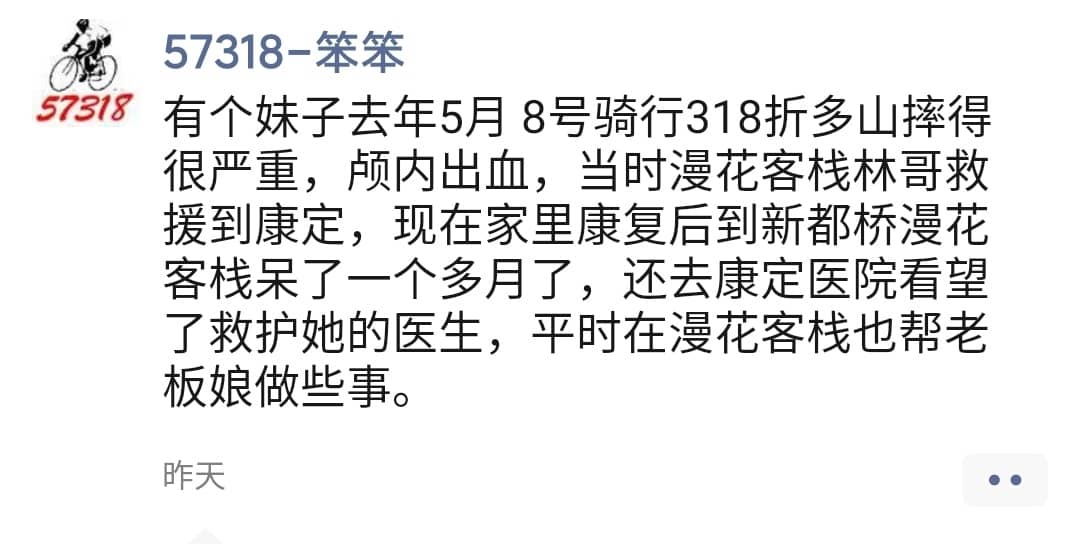 57318
57318-笨笨
有个妹子去年5月 8号骑行318折多山摔得
很严重，颅内出血，当时漫花客栈林哥救
援到康定，现在家里康复后到新都桥漫花
客栈呆了一个多月了，还去康定医院看望
了救护她的医生，平时在漫花客栈也帮老
板娘做些事。
昨天